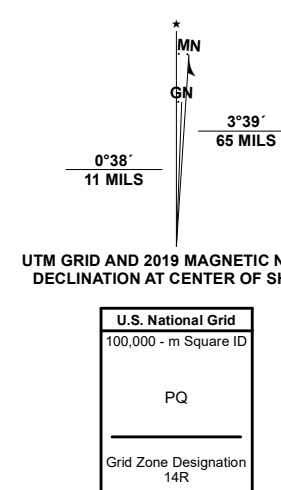 ★
MN
GN
3°39´
65 MILS
0°38´
11 MILS
UTM GRID AND 2019 MAGNETIC N
DECLINATION AT CENTER OF SH
U.S. National Grid
100,000 - m Square ID
PQ
Grid Zone Designation
14R